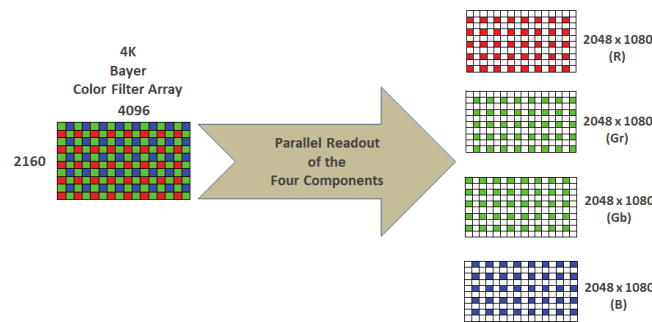 4K
Bayer
Color Filter Array
4096
2160
Parallel Readout
of the
Four Components
2048 x 1080
(R)
2048 x 1080
(Gr)
2048 x 1080
(Gb)
2048 x 1080
(B)